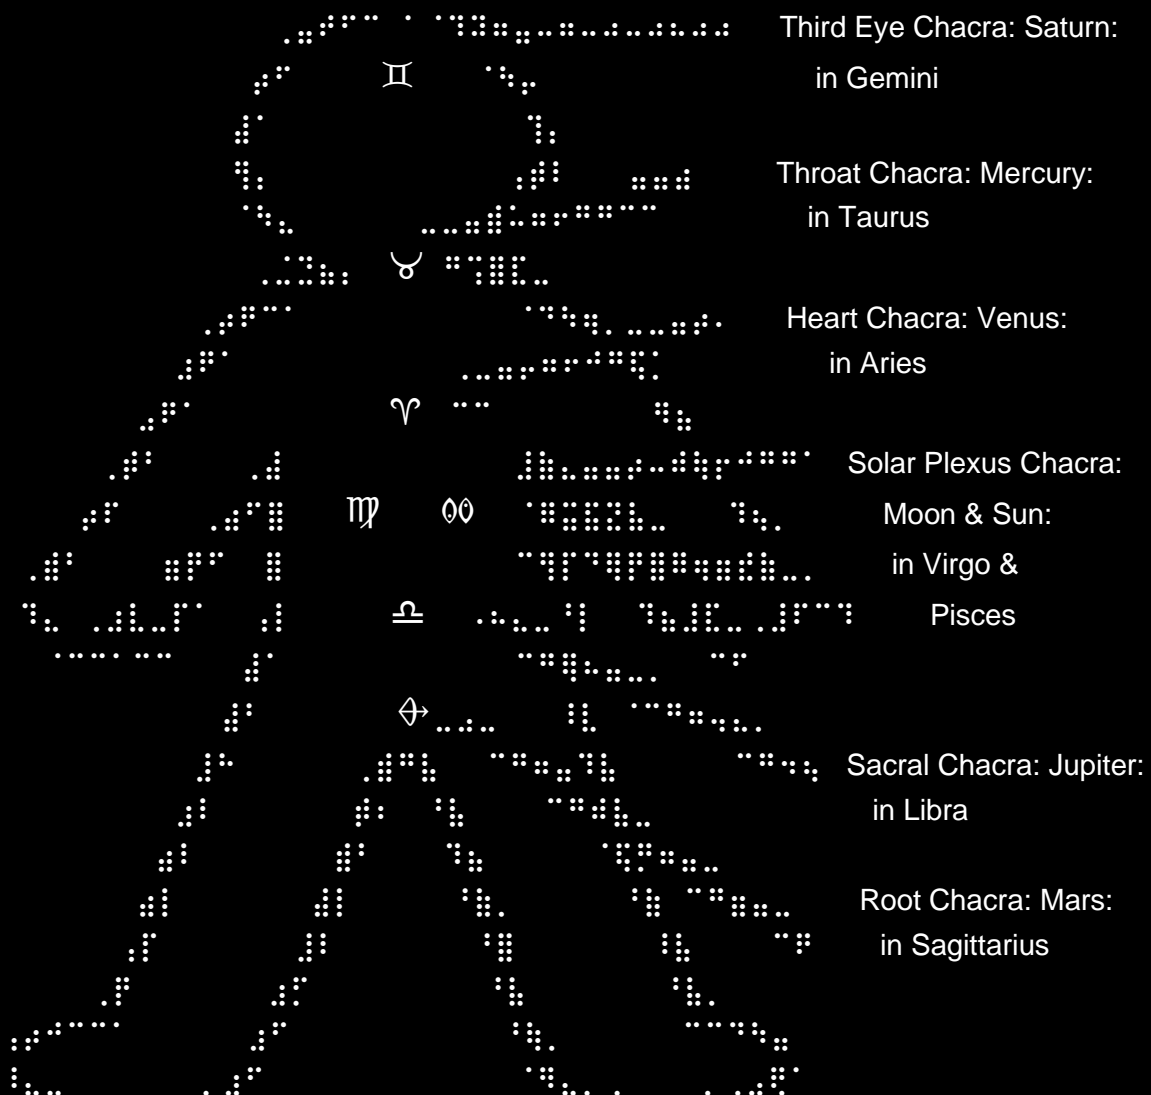 Third Eye Chacra: Saturn:
in Gemini
Throat Chacra: Mercury:
in Taurus
Heart Chacra: Venus:
in Aries
Solar Plexus Chacra:
Moon & Sun:
in Virgo &
Pisces
Sacral Chacra: Jupiter:
in Libra
Root Chacra: Mars:
in Sagittarius